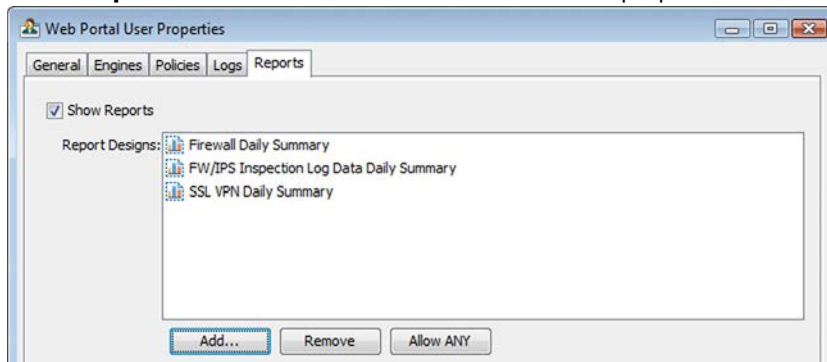 Web Portal User Properties
General Engines Policies Logs Reports
Show Reports
Report Designs: Firewall Daily Summary
FW/IPS Inspection Log Data Daily Summary
SSL VPN Daily Summary
Add... Remove Allow ANY